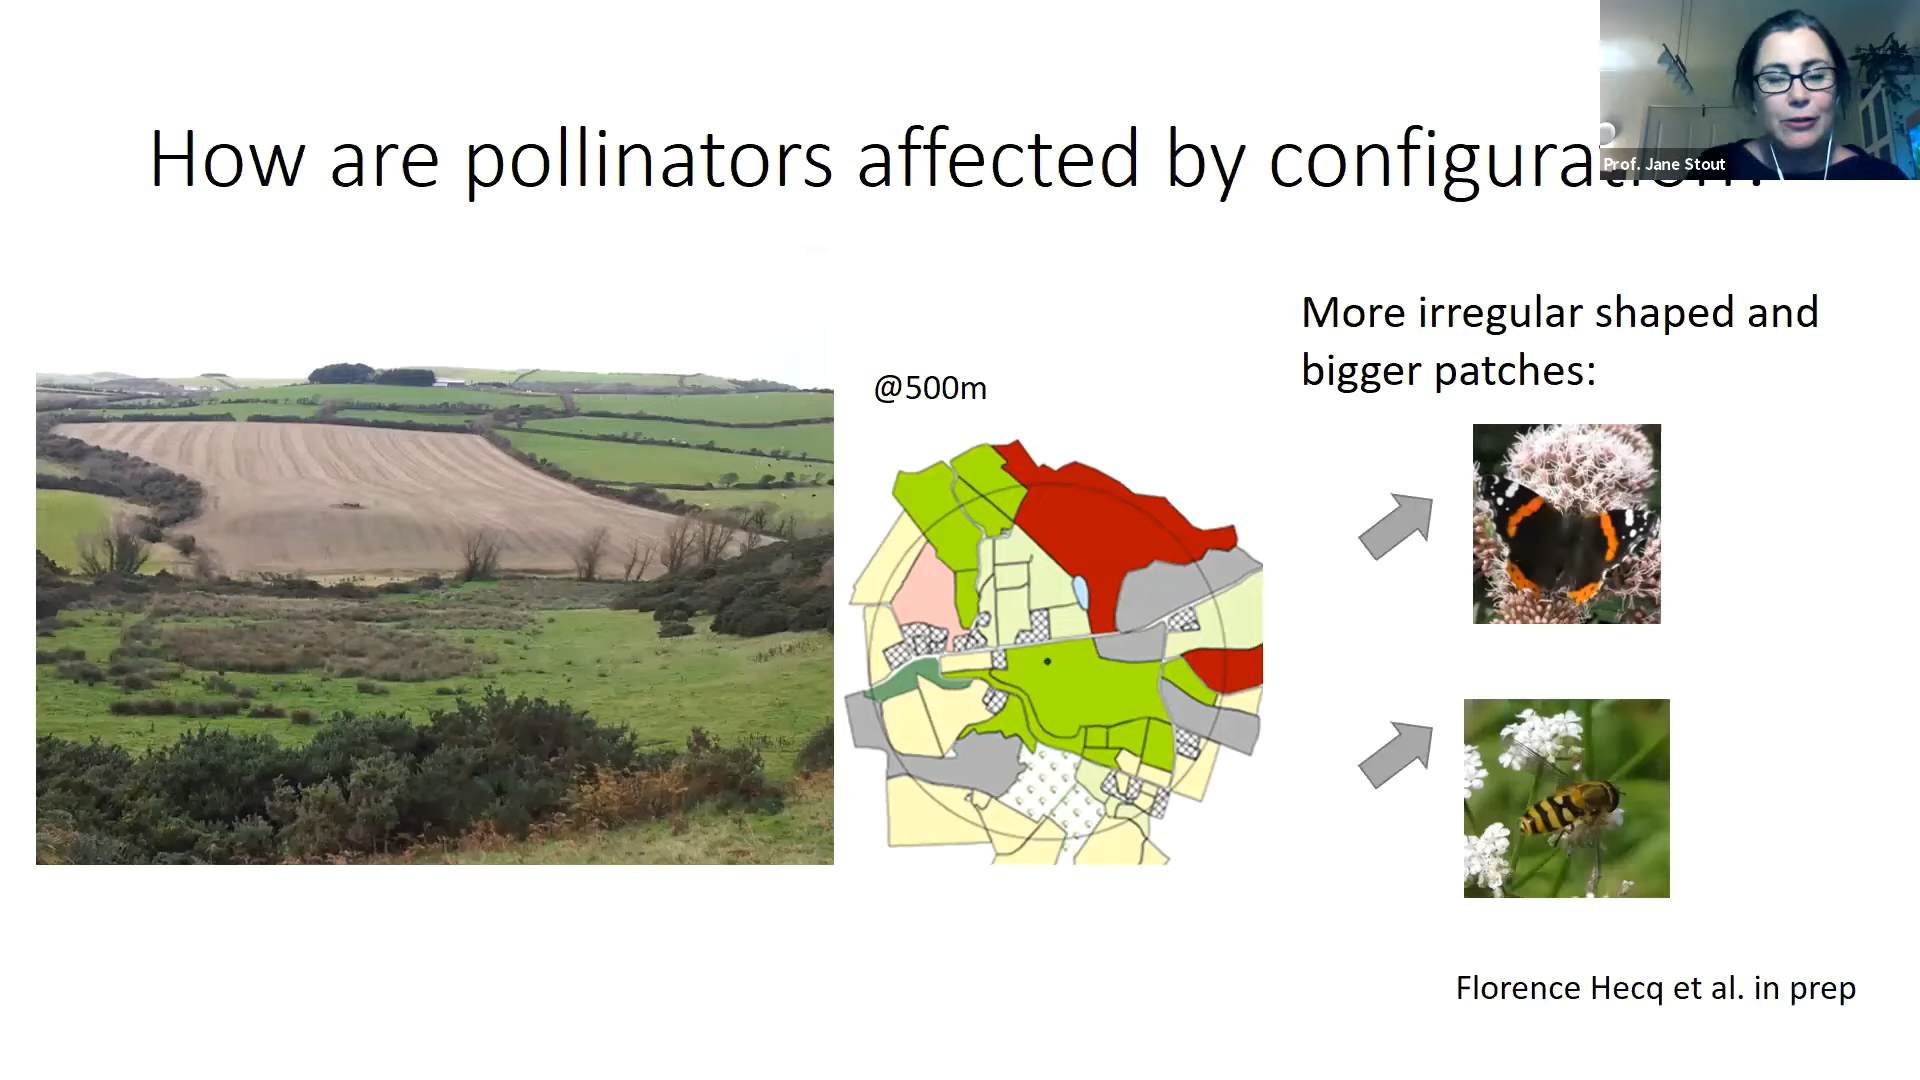 How are pollinators affected by configuration?
Prof. Jane Stout
More irregular shaped and
bigger patches:
@500m
Florence Hecq et al. in prep